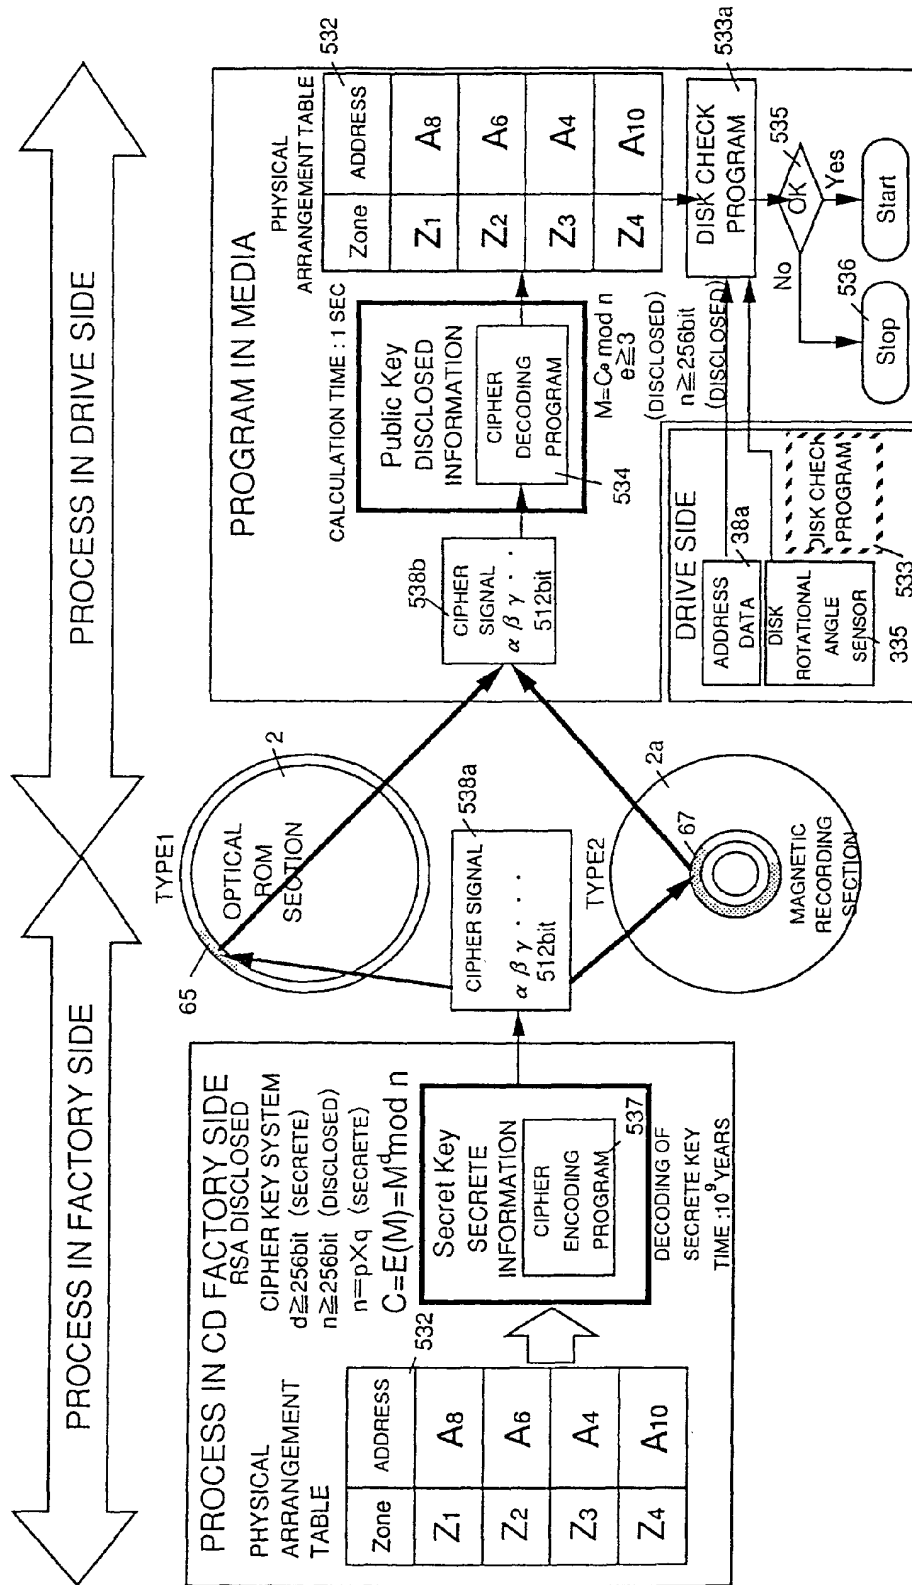 PROCESS IN FACTORY SIDE
PROCESS IN DRIVE SIDE
PROCESS IN CD FACTORY SIDE
RSA DISCLOSED
CIPHER KEY SYSTEM
d≧256bit (SECRETE)
n≧256bit (DISCLOSED)
n=p×q (SECRETE)
C=E(M)=M^d mod n
PHYSICAL
ARRANGEMENT
TABLE
532
Zone ADDRESS
Z1 A8
Z2 A6
Z3 A4
Z4 A10
Secret Key
SECRETE
INFORMATION
CIPHER
ENCODING
PROGRAM
537
DECODING OF
SECRETE KEY
TIME :10^9 YEARS
TYPE1
65
2
OPTICAL
ROM
SECTION
538a
CIPHER SIGNAL
α β γ · · · ·
512bit
TYPE2
2a
67
MAGNETIC
RECORDING
SECTION
PROGRAM IN MEDIA
CALCULATION TIME : 1 SEC
538b
CIPHER
SIGNAL
α β γ · ·
512bit
Public Key
DISCLOSED
INFORMATION
CIPHER
DECODING
PROGRAM
534
M=C^e mod n
e≧3
(DISCLOSED)
n≧256bit
(DISCLOSED)
PHYSICAL
ARRANGEMENT TABLE
532
Zone ADDRESS
Z1 A8
Z2 A6
Z3 A4
Z4 A10
DISK CHECK
PROGRAM
533a
OK
535
No
Yes
536
Stop
Start
DRIVE SIDE
ADDRESS
DATA
38a
DISK
ROTATIONAL
ANGLE
SENSOR
335
DISK CHECK
PROGRAM
533